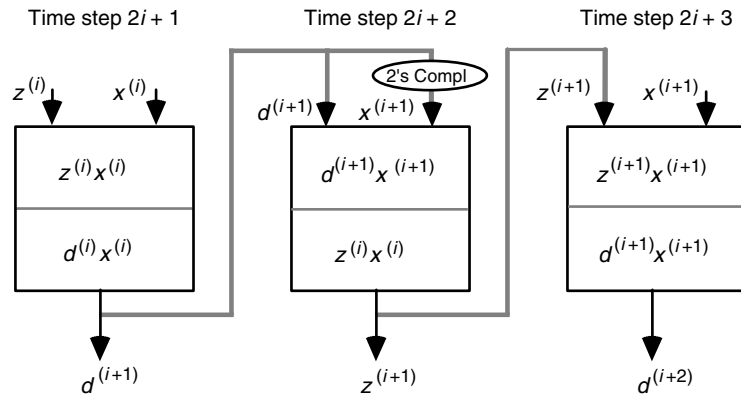 Time step 2i + 1 Time step 2i + 2 Time step 2i + 3
2's Compl
z^(i) x^(i) d^(i+1) x^(i+1) z^(i+1) x^(i+1)
z^(i) x^(i) d^(i+1) x^(i+1) z^(i+1) x^(i+1)
d^(i) x^(i) z^(i) x^(i) d^(i+1) x^(i+1)
d^(i+1) z^(i+1) d^(i+2)